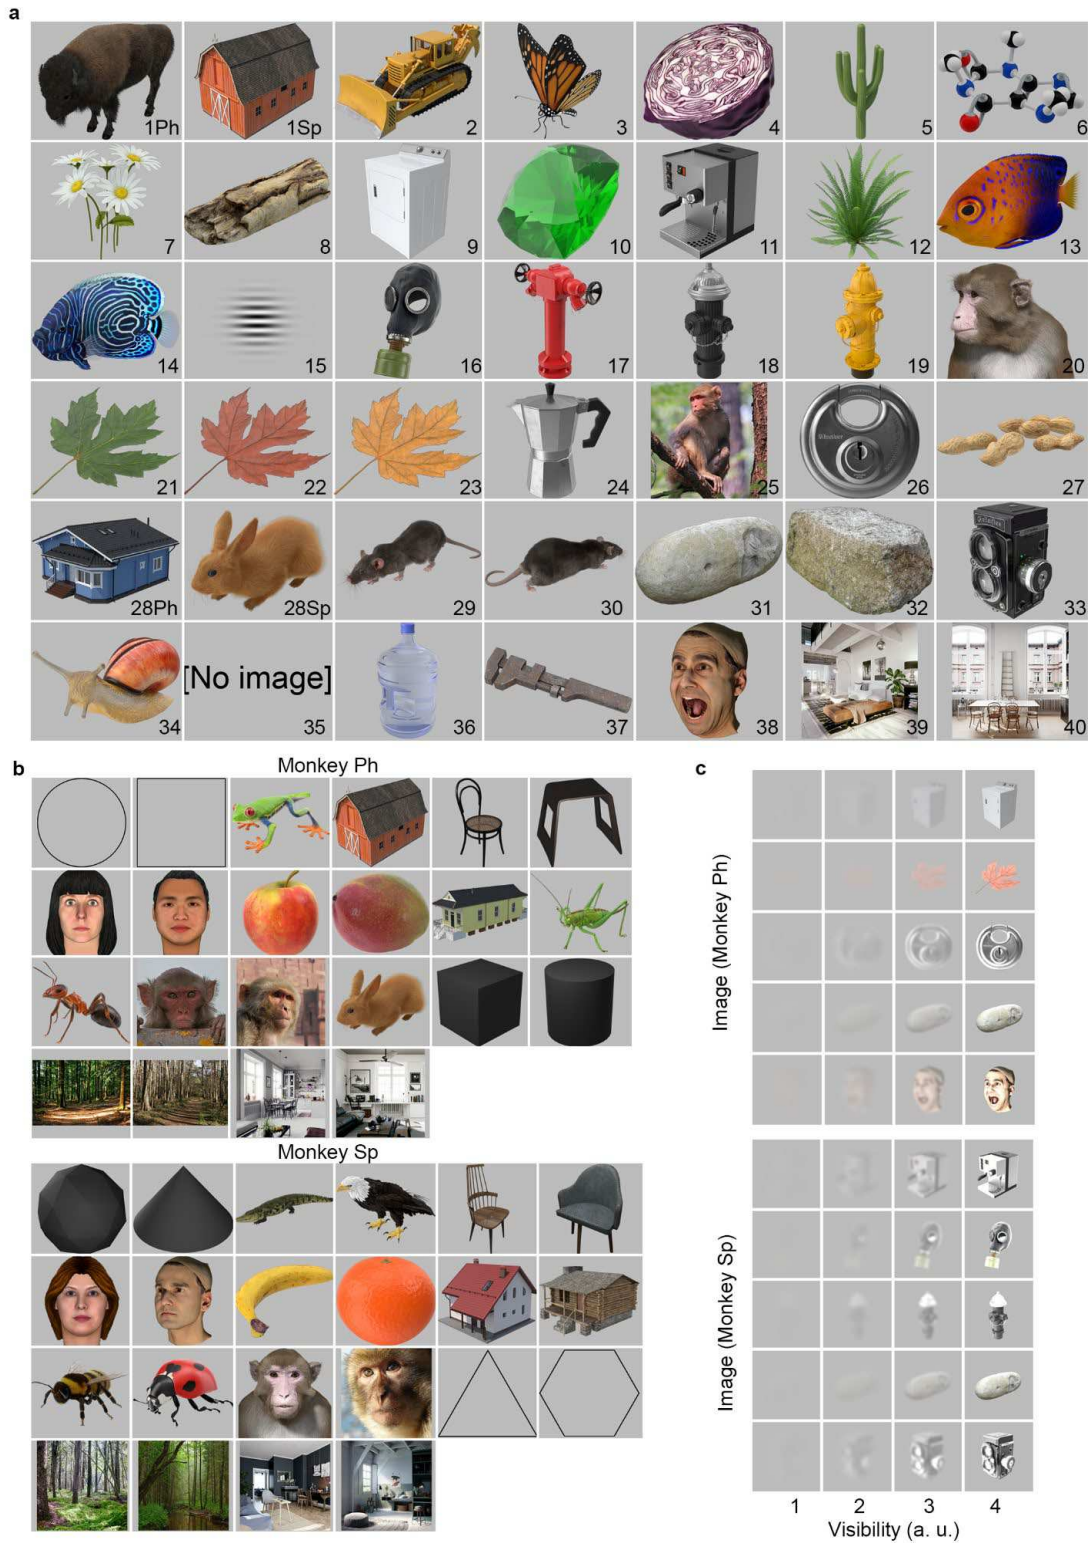 a
1Ph 1Sp 2 3 4 5 6
7 8 9 10 11 12 13
14 15 16 17 18 19 20
21 22 23 24 25 26 27
28Ph 28Sp 29 30 31 32 33
34 [No image] 35 36 37 38 39 40
b
Monkey Ph
Monkey Sp
c
Image (Monkey Ph)
Image (Monkey Sp)
1 2 3 4
Visibility (a. u.)